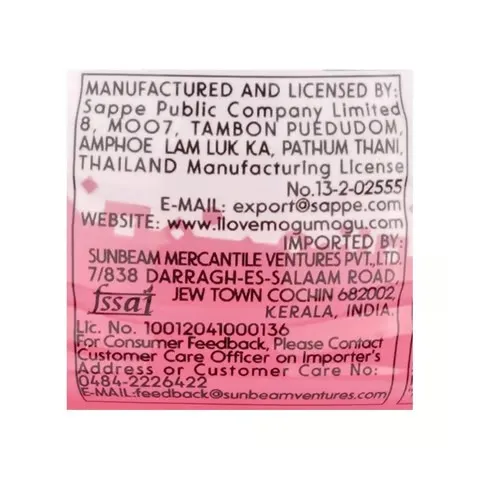 MANUFACTURED AND LICENSED BY:
Sappe Public Company Limited
8, MOO7, TAMBON PUEDUDOM,
AMPHOE LAM LUK KA, PATHUM THANI,
THAILAND Manufacturing License
No.13-2-02555
E-MAIL: export@sappe.com
WEBSITE: www.ilovemogumogu.com
IMPORTED BY:
SUNBEAM MERCANTILE VENTURES PVT.,LTD.
7/838 DARRAGH-ES-SALAAM ROAD,
fssai JEW TOWN COCHIN 682002,
KERALA, INDIA.
Lic. No. 10012041000136
For Consumer Feedback, Please Contact
Customer Care Officer on Importer's
Address or Customer Care No:
0484-2226422
E-MAIL:feedback@sunbeamventures.com